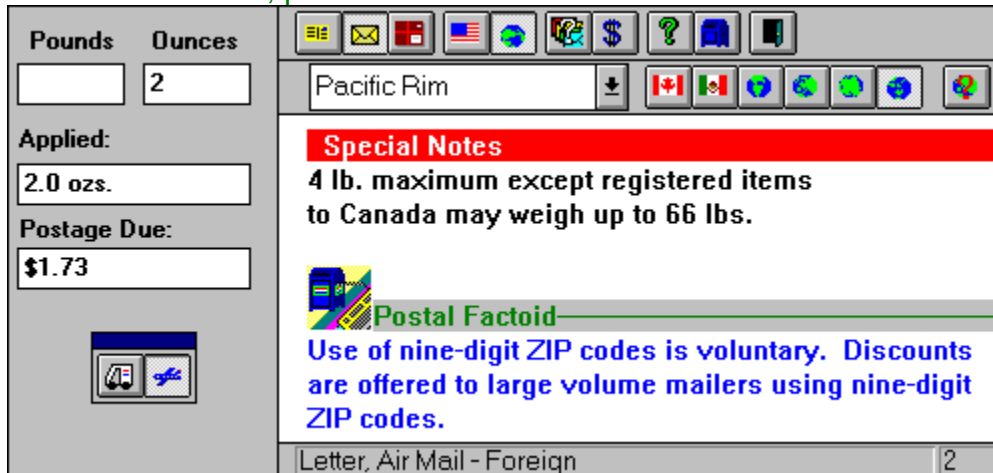 Pounds Ounces
2
Applied:
2.0 ozs.
Postage Due:
$1.73
$ ?
Pacific Rim
Special Notes
4 lb. maximum except registered items
to Canada may weigh up to 66 lbs.
Postal Factoid
Use of nine-digit ZIP codes is voluntary. Discounts
are offered to large volume mailers using nine-digit
ZIP codes.
Letter, Air Mail - Foreign 2